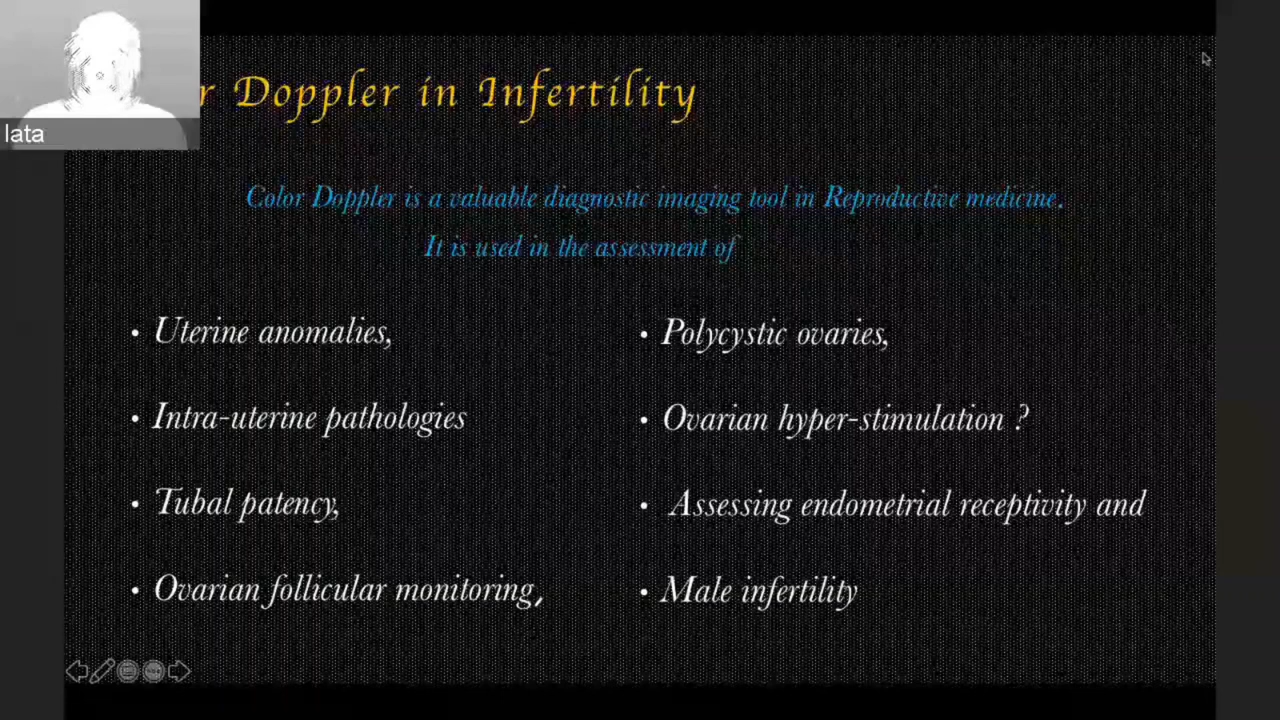 lata
r Doppler in Infertility
Color Doppler is a valuable diagnostic imaging tool in Reproductive medicine.
It is used in the assessment of
• Uterine anomalies,
• Intra-uterine pathologies
• Tubal patency,
• Ovarian follicular monitoring,
• Polycystic ovaries,
• Ovarian hyper-stimulation ?
• Assessing endometrial receptivity and
• Male infertility